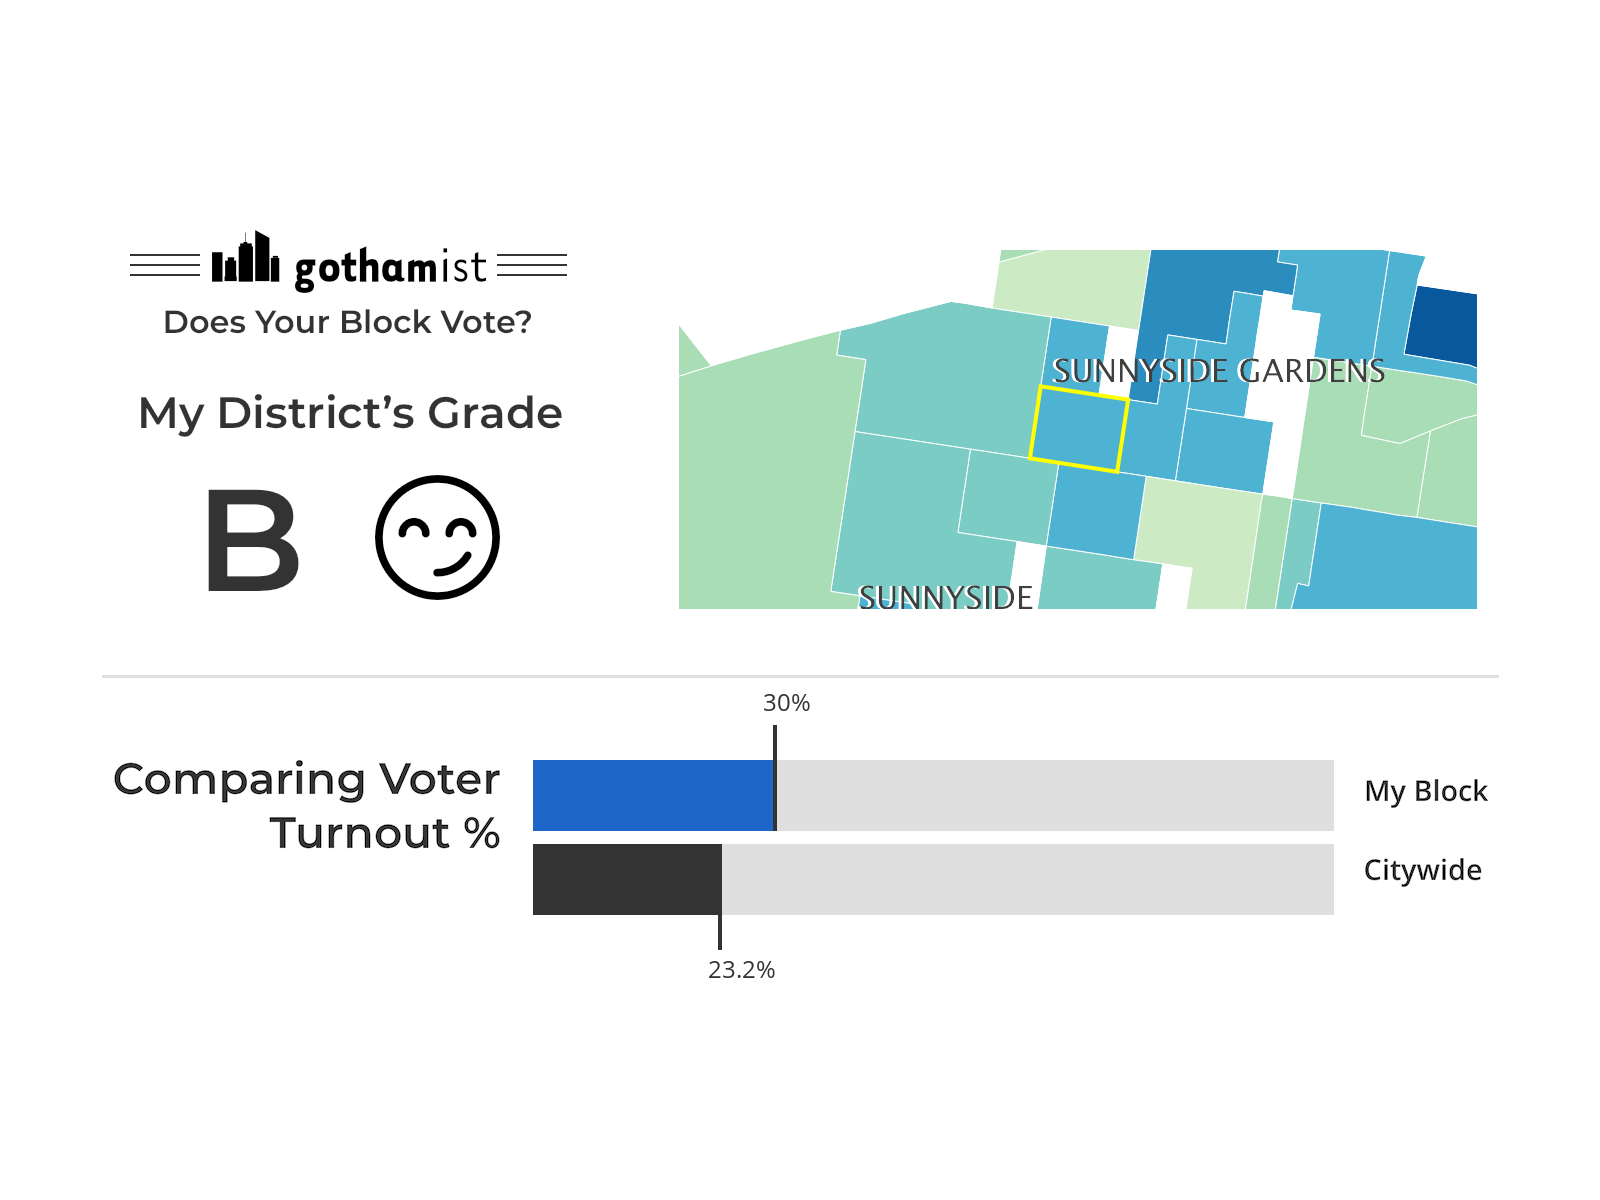 gothamist
Does Your Block Vote?
My District’s Grade
B
SUNNYSIDE GARDENS
SUNNYSIDE
Comparing Voter
Turnout %
30%
My Block
Citywide
23.2%